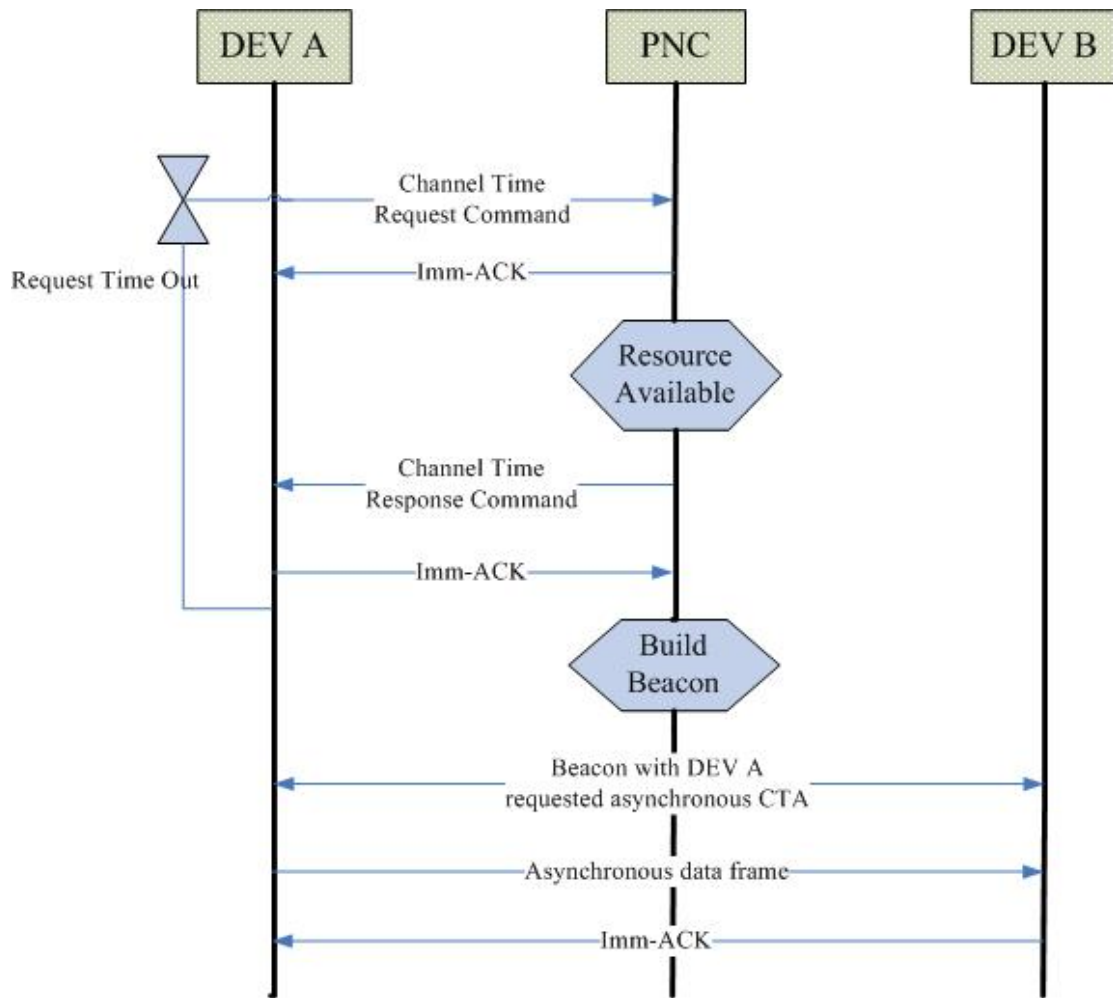 DEV A
PNC
DEV B
Channel Time
Request Command
Imm-ACK
Request Time Out
Resource
Available
Channel Time
Response Command
Imm-ACK
Build
Beacon
Beacon with DEV A
requested asynchronous CTA
Asynchronous data frame
Imm-ACK